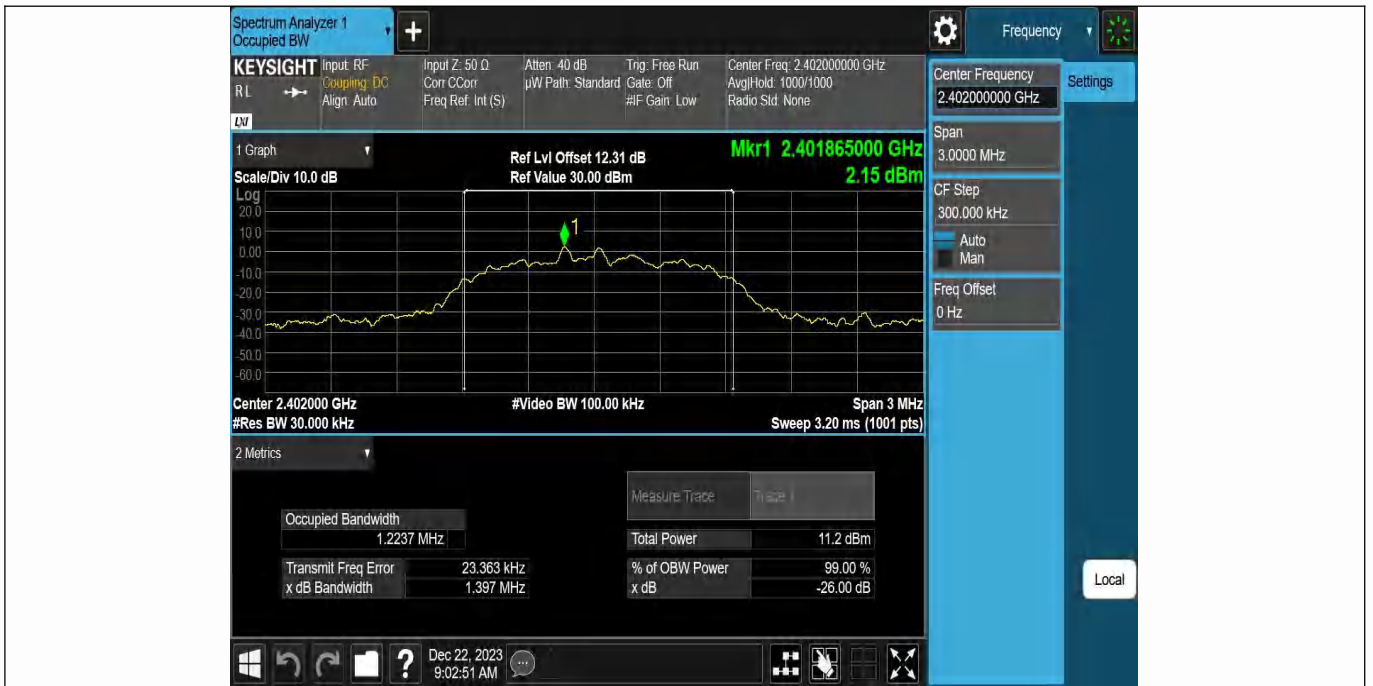 Spectrum Analyzer 1
Occupied BW
Frequency
KEYSIGHT
R L
LXI
Input: RF
Coupling: DC
Align: Auto
Input Z: 50 Ω
Corr CCorr
Freq Ref: Int (S)
Atten: 40 dB
µW Path: Standard
Trig: Free Run
Gate: Off
#IF Gain: Low
Center Freq: 2.402000000 GHz
Avg|Hold: 1000/1000
Radio Std: None
Center Frequency
2.402000000 GHz
Settings
Span
3.0000 MHz
CF Step
300.000 kHz
Auto
Man
Freq Offset
0 Hz
Local
1 Graph
Scale/Div 10.0 dB
Ref Lvl Offset 12.31 dB
Ref Value 30.00 dBm
Mkr1 2.401865000 GHz
2.15 dBm
Log
20.0
10.0
0.00
-10.0
-20.0
-30.0
-40.0
-50.0
-60.0
1
Center 2.402000 GHz
#Res BW 30.000 kHz
#Video BW 100.00 kHz
Span 3 MHz
Sweep 3.20 ms (1001 pts)
2 Metrics
Measure Trace
Trace 1
Occupied Bandwidth
1.2237 MHz
Total Power
11.2 dBm
Transmit Freq Error
23.363 kHz
% of OBW Power
99.00 %
x dB Bandwidth
1.397 MHz
x dB
-26.00 dB
?
Dec 22, 2023
9:02:51 AM